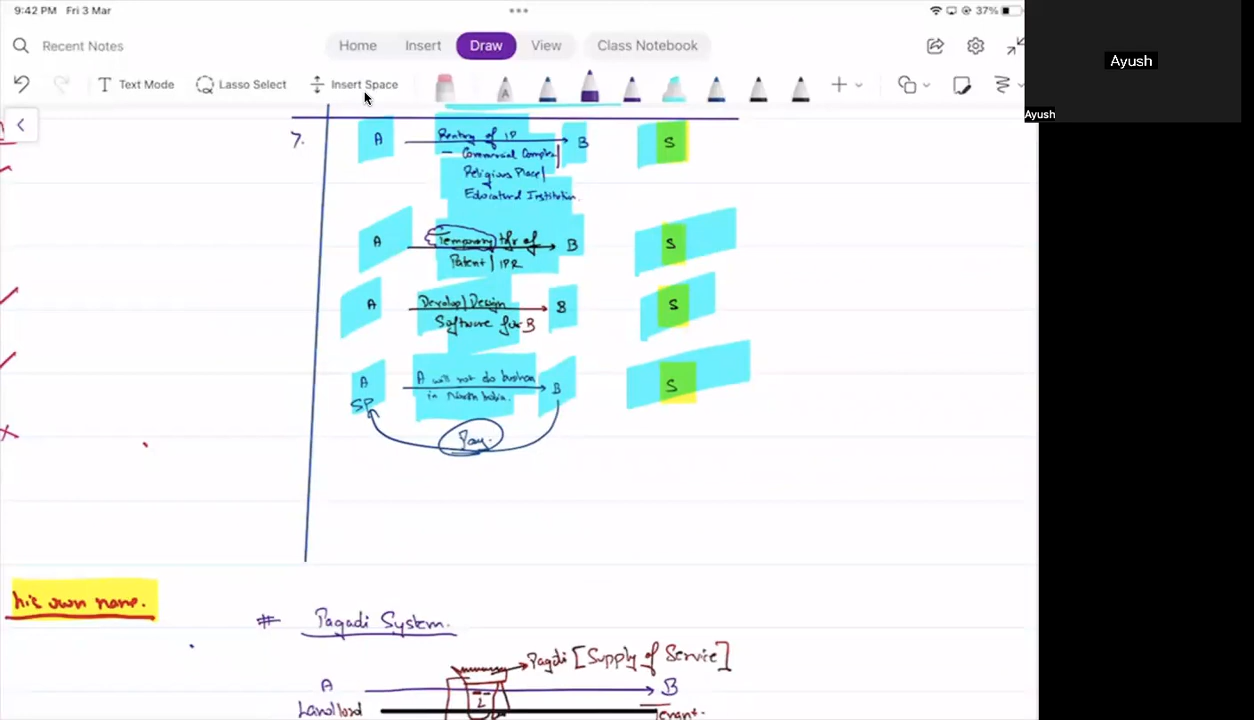 9:42 PM Fri 3 Mar
37%
Recent Notes
Home Insert Draw View Class Notebook
Text Mode Lasso Select Insert Space
Ayush
Ayush
7. A Renting of IP B S
- Commercial Complex|
Religious Place|
Educational Institution.
A Temporary tfr of B S
Patent | IPR
A Develop/Design B S
Software for B
A A will not do business B S
SP in North India.
Pay.
his own name.
# Pagadi System.
→ Pagdi [Supply of Service]
A B
Landlord Tenant.